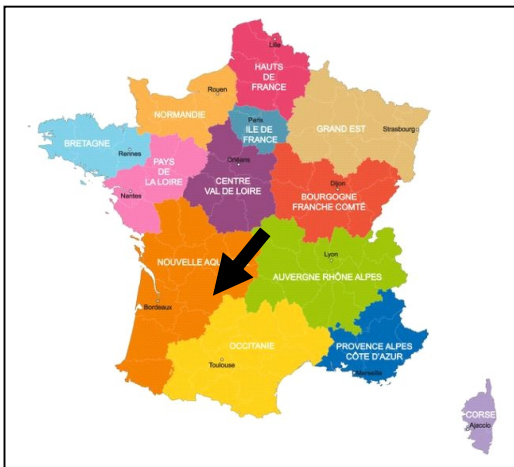 Lille
HAUTS
DE
FRANCE
Rouen
NORMANDIE
Paris
ILE DE
FRANCE
GRAND EST
Strasbourg
BRETAGNE
Rennes
PAYS
DE
LA LOIRE
Nantes
Orléans
CENTRE
VAL DE LOIRE
Dijon
BOURGOGNE
FRANCHE COMTÉ
NOUVELLE AQU
Bordeaux
Lyon
AUVERGNE RHÔNE ALPES
OCCITANIE
Toulouse
PROVENCE ALPES
CÔTE D'AZUR
Marseille
CORSE
Ajaccio